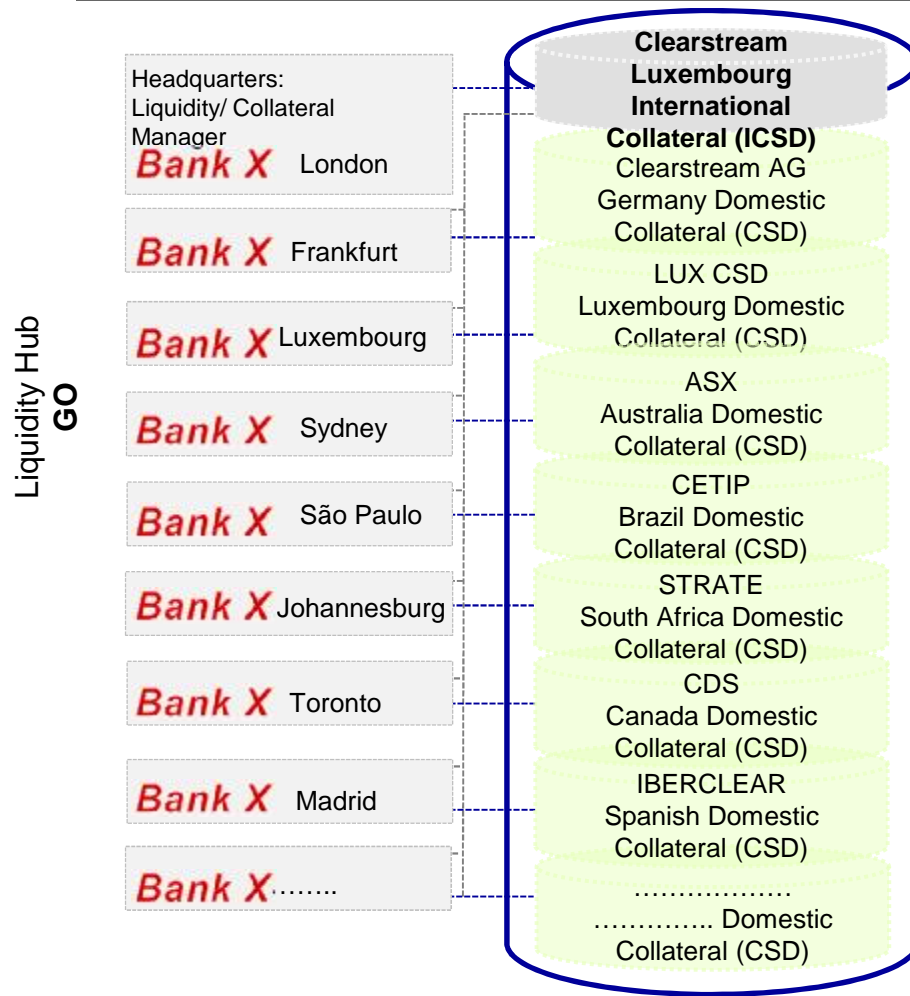 Liquidity Hub
GO
Headquarters:
Liquidity/ Collateral
Manager
Bank X London
Bank X Frankfurt
Bank X Luxembourg
Bank X Sydney
Bank X São Paulo
Bank X Johannesburg
Bank X Toronto
Bank X Madrid
Bank X ........
Clearstream
Luxembourg
International
Collateral (ICSD)
Clearstream AG
Germany Domestic
Collateral (CSD)
LUX CSD
Luxembourg Domestic
Collateral (CSD)
ASX
Australia Domestic
Collateral (CSD)
CETIP
Brazil Domestic
Collateral (CSD)
STRATE
South Africa Domestic
Collateral (CSD)
CDS
Canada Domestic
Collateral (CSD)
IBERCLEAR
Spanish Domestic
Collateral (CSD)
………………
………….. Domestic
Collateral (CSD)